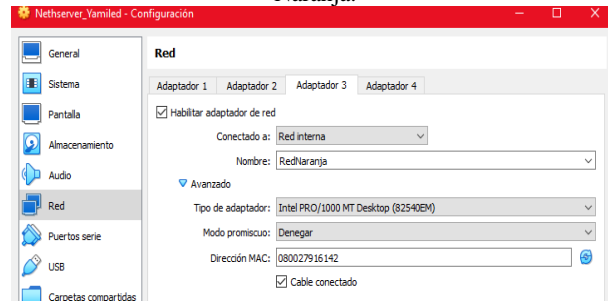 Naranja.
Nethserver_Yamiled - Configuración
General
Red
Sistema
Adaptador 1 Adaptador 2 Adaptador 3 Adaptador 4
Pantalla
Habilitar adaptador de red
Conectado a: Red interna
Almacenamiento
Nombre: RedNaranja
Audio
Avanzado
Red
Tipo de adaptador: Intel PRO/1000 MT Desktop (82540EM)
Puertos serie
Modo promiscuo: Denegar
USB
Dirección MAC: 080027916142
Cable conectado
Carpetas compartidas